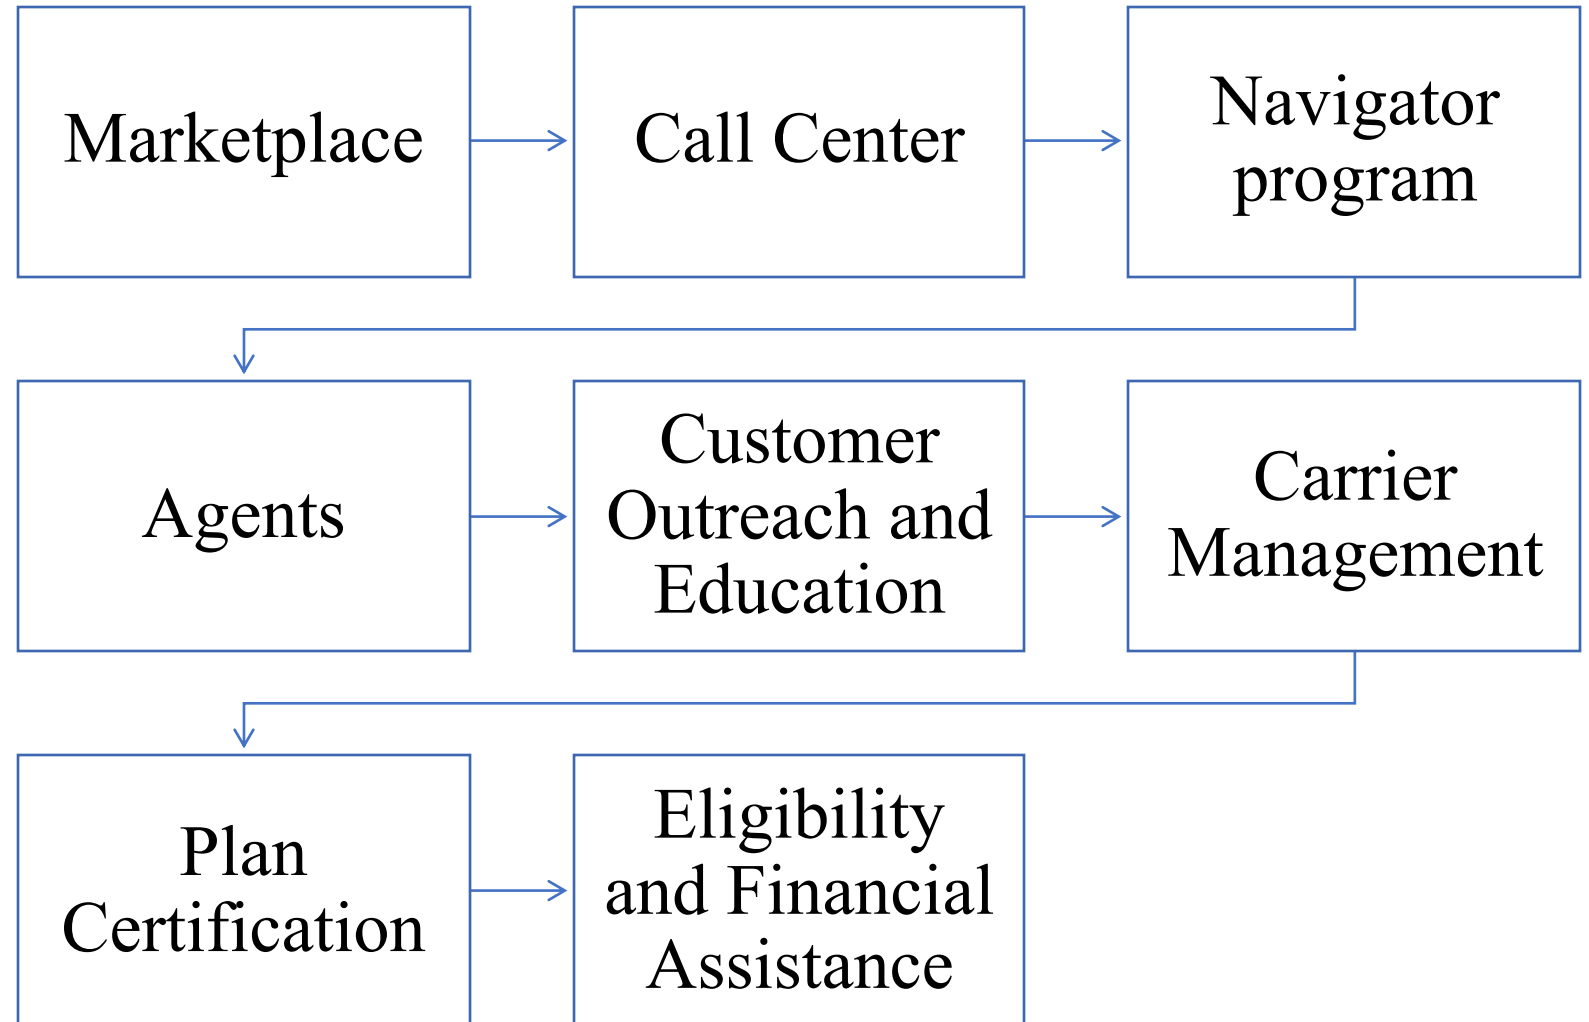 Marketplace
Call Center
Navigator
program
Agents
Customer
Outreach and
Education
Carrier
Management
Plan
Certification
Eligibility
and Financial
Assistance